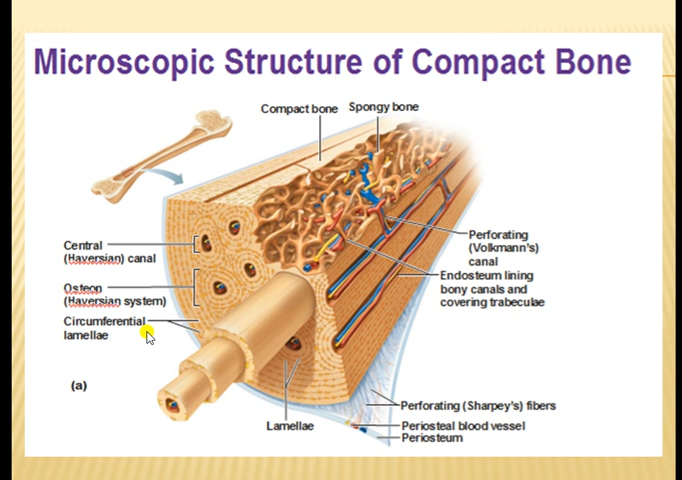 Microscopic Structure of Compact Bone
Compact bone
Spongy bone
Central
(Haversian) canal
Osteon
(Haversian system)
Circumferential
lamellae
Perforating
(Volkmann's)
canal
Endosteum lining
bony canals and
covering trabeculae
(a)
Lamellae
Perforating (Sharpey's) fibers
Periosteal blood vessel
Periosteum